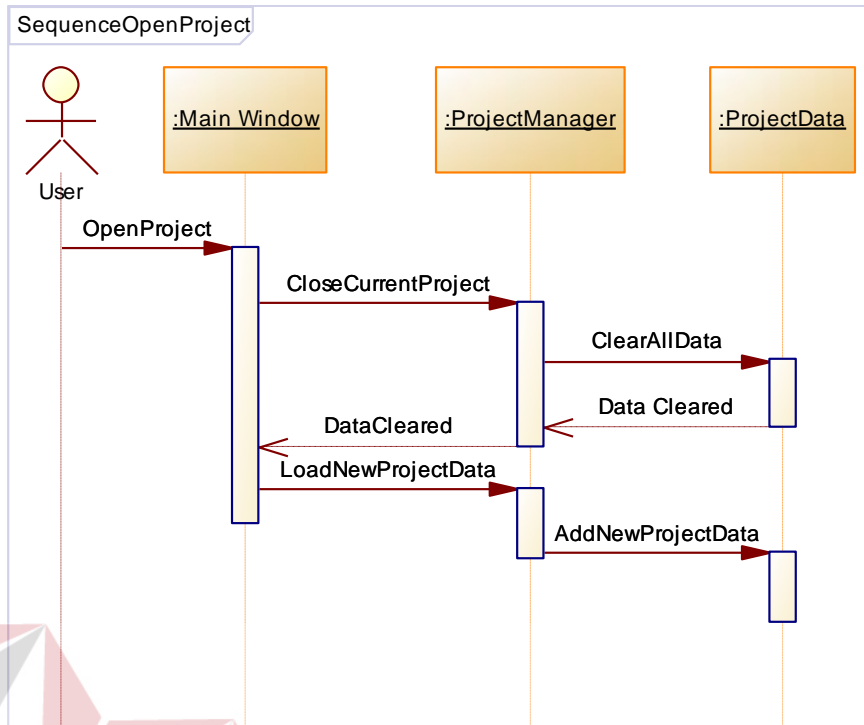 SequenceOpenProject
:Main Window
:ProjectManager
:ProjectData
User
OpenProject
CloseCurrentProject
ClearAllData
Data Cleared
DataCleared
LoadNewProjectData
AddNewProjectData